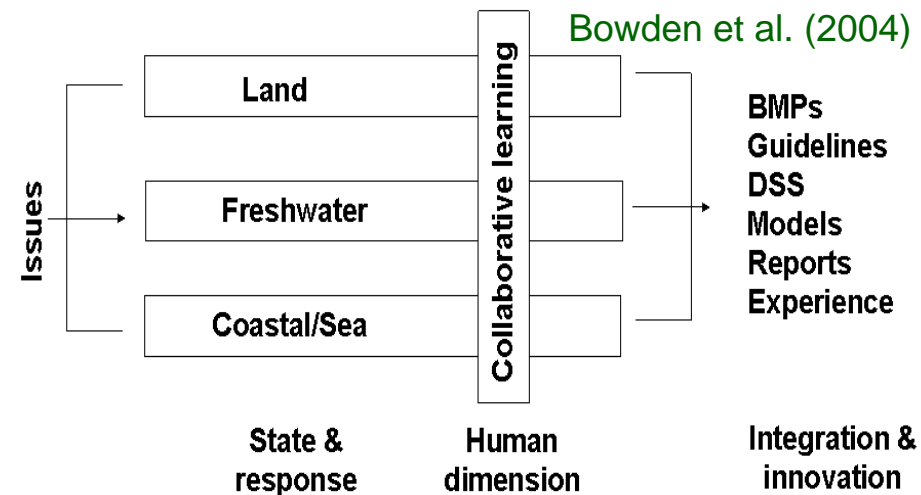 Bowden et al. (2004)
Issues
Land
Freshwater
Coastal/Sea
Collaborative learning
BMPs
Guidelines
DSS
Models
Reports
Experience
State &
response
Human
dimension
Integration &
innovation